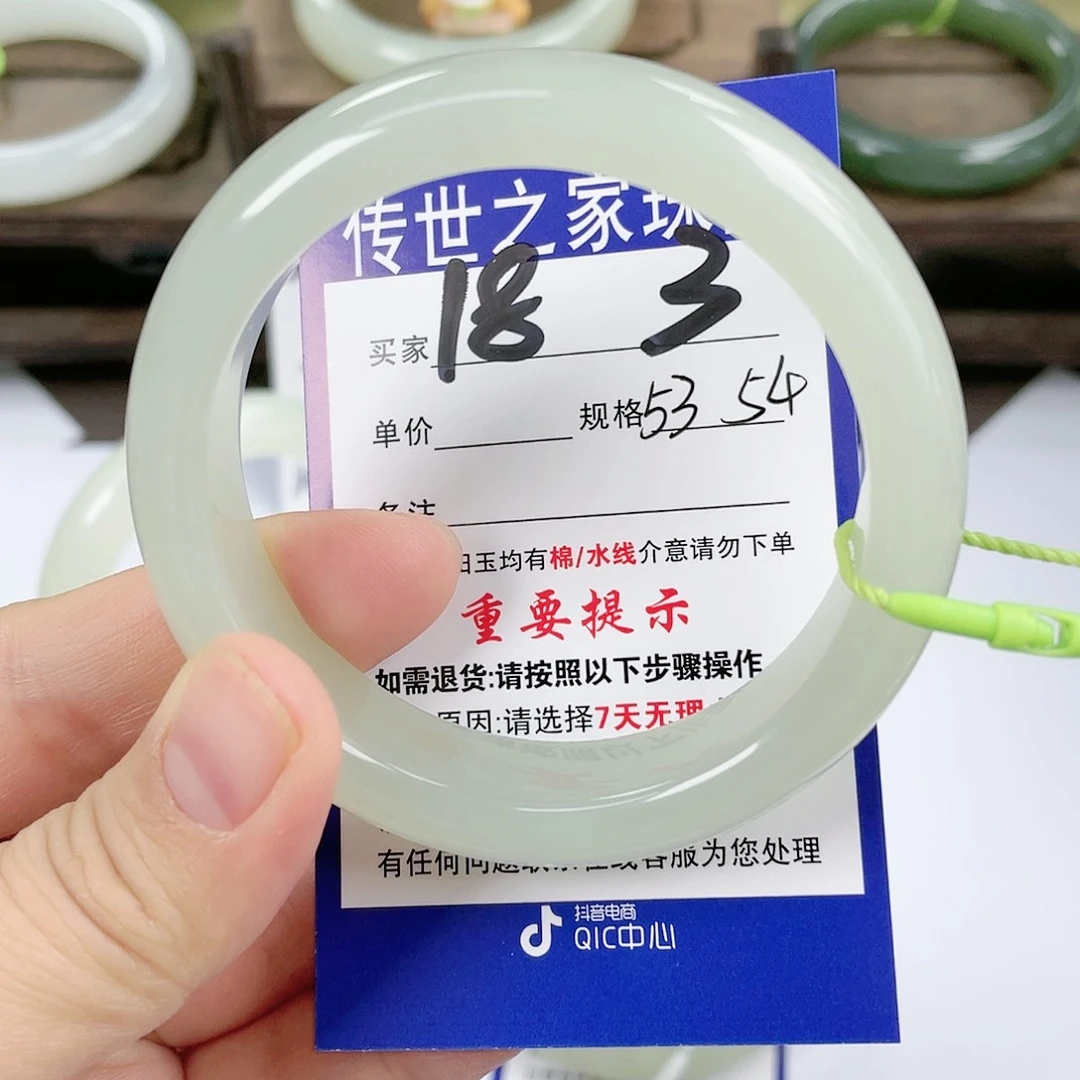 传世之家珠
18 3
买家
单价 规格53 54
备注
田玉均有棉/水线介意请勿下单
重要提示
如需退货:请按照以下步骤操作
原因:请选择7天无理
有任何问题联系在线客服为您处理
抖音电商
QIC中心